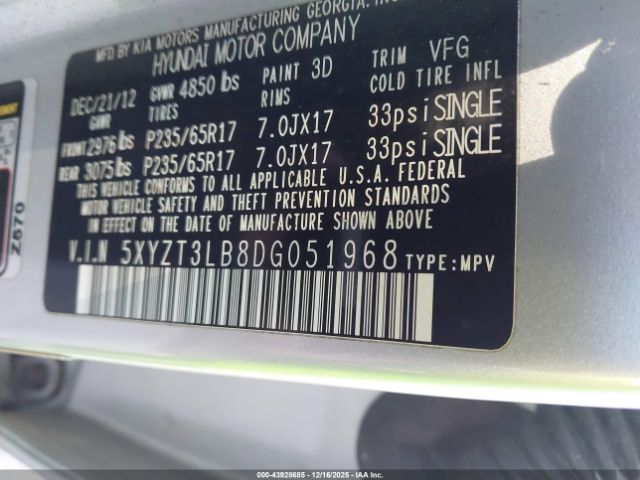 MFD BY KIA MOTORS MANUFACTURING GEORGIA. INC.
HYUNDAI MOTOR COMPANY
DEC/21/12 GVWR 4850 lbs PAINT 3D TRIM VFG
GAWR TIRES RIMS COLD TIRE INFL
FRONT 2976 lbs P235/65R17 7.0JX17 33psi SINGLE
REAR 3075 lbs P235/65R17 7.0JX17 33psi SINGLE
THIS VEHICLE CONFORMS TO ALL APPLICABLE U.S.A. FEDERAL
MOTOR VEHICLE SAFETY AND THEFT PREVENTION STANDARDS
IN EFFECT ON THE DATE OF MANUFACTURE SHOWN ABOVE
V.I.N 5XYZT3LB8DG051968 TYPE:MPV
Z670
000-43928685 - 12/16/2025 - IAA Inc.